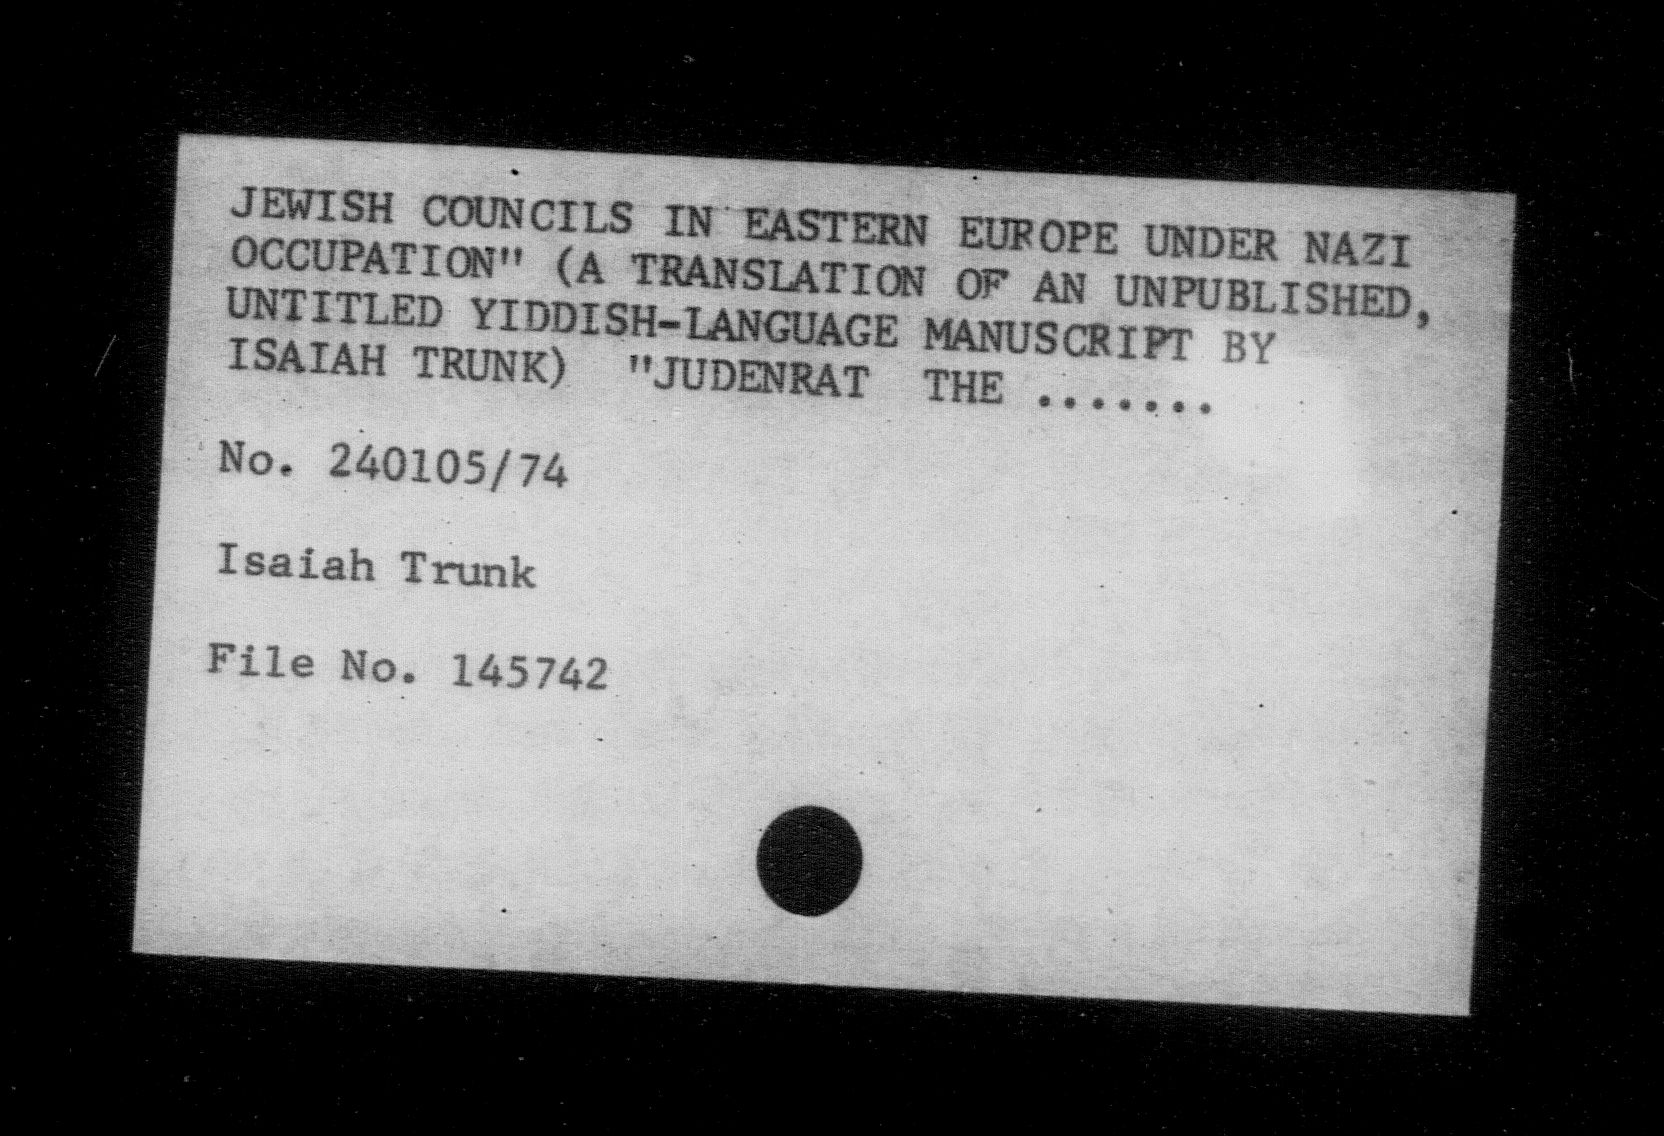 JEWISH COUNCILS IN EASTERN EUROPE UNDER NAZI
OCCUPATION" (A TRANSLATION OF AN UNPUBLISHED,
UNTITLED YIDDISH-LANGUAGE MANUSCRIPT BY
ISAIAH TRUNK) "JUDENRAT THE .......
No. 240105/74
Isaiah Trunk
File No. 145742